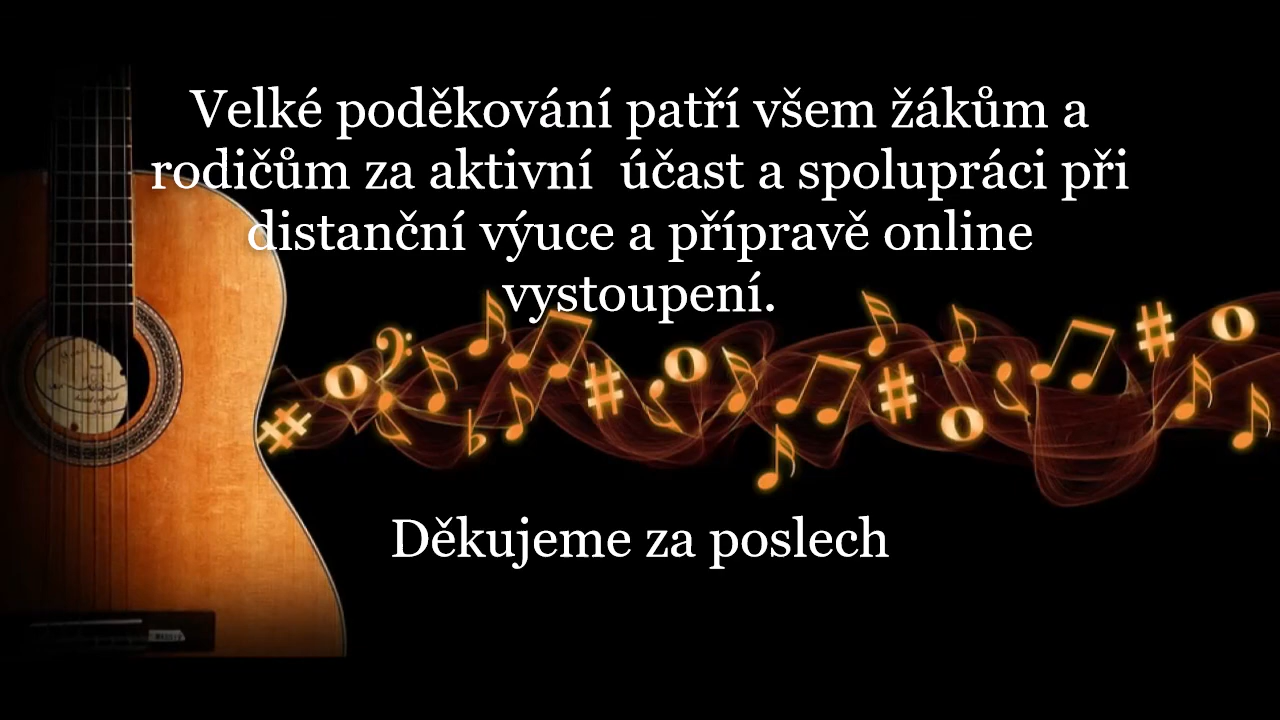 Velké poděkování patří všem žákům a
rodičům za aktivní  účast a spolupráci při
distanční výuce a přípravě online
vystoupení.
Děkujeme za poslech